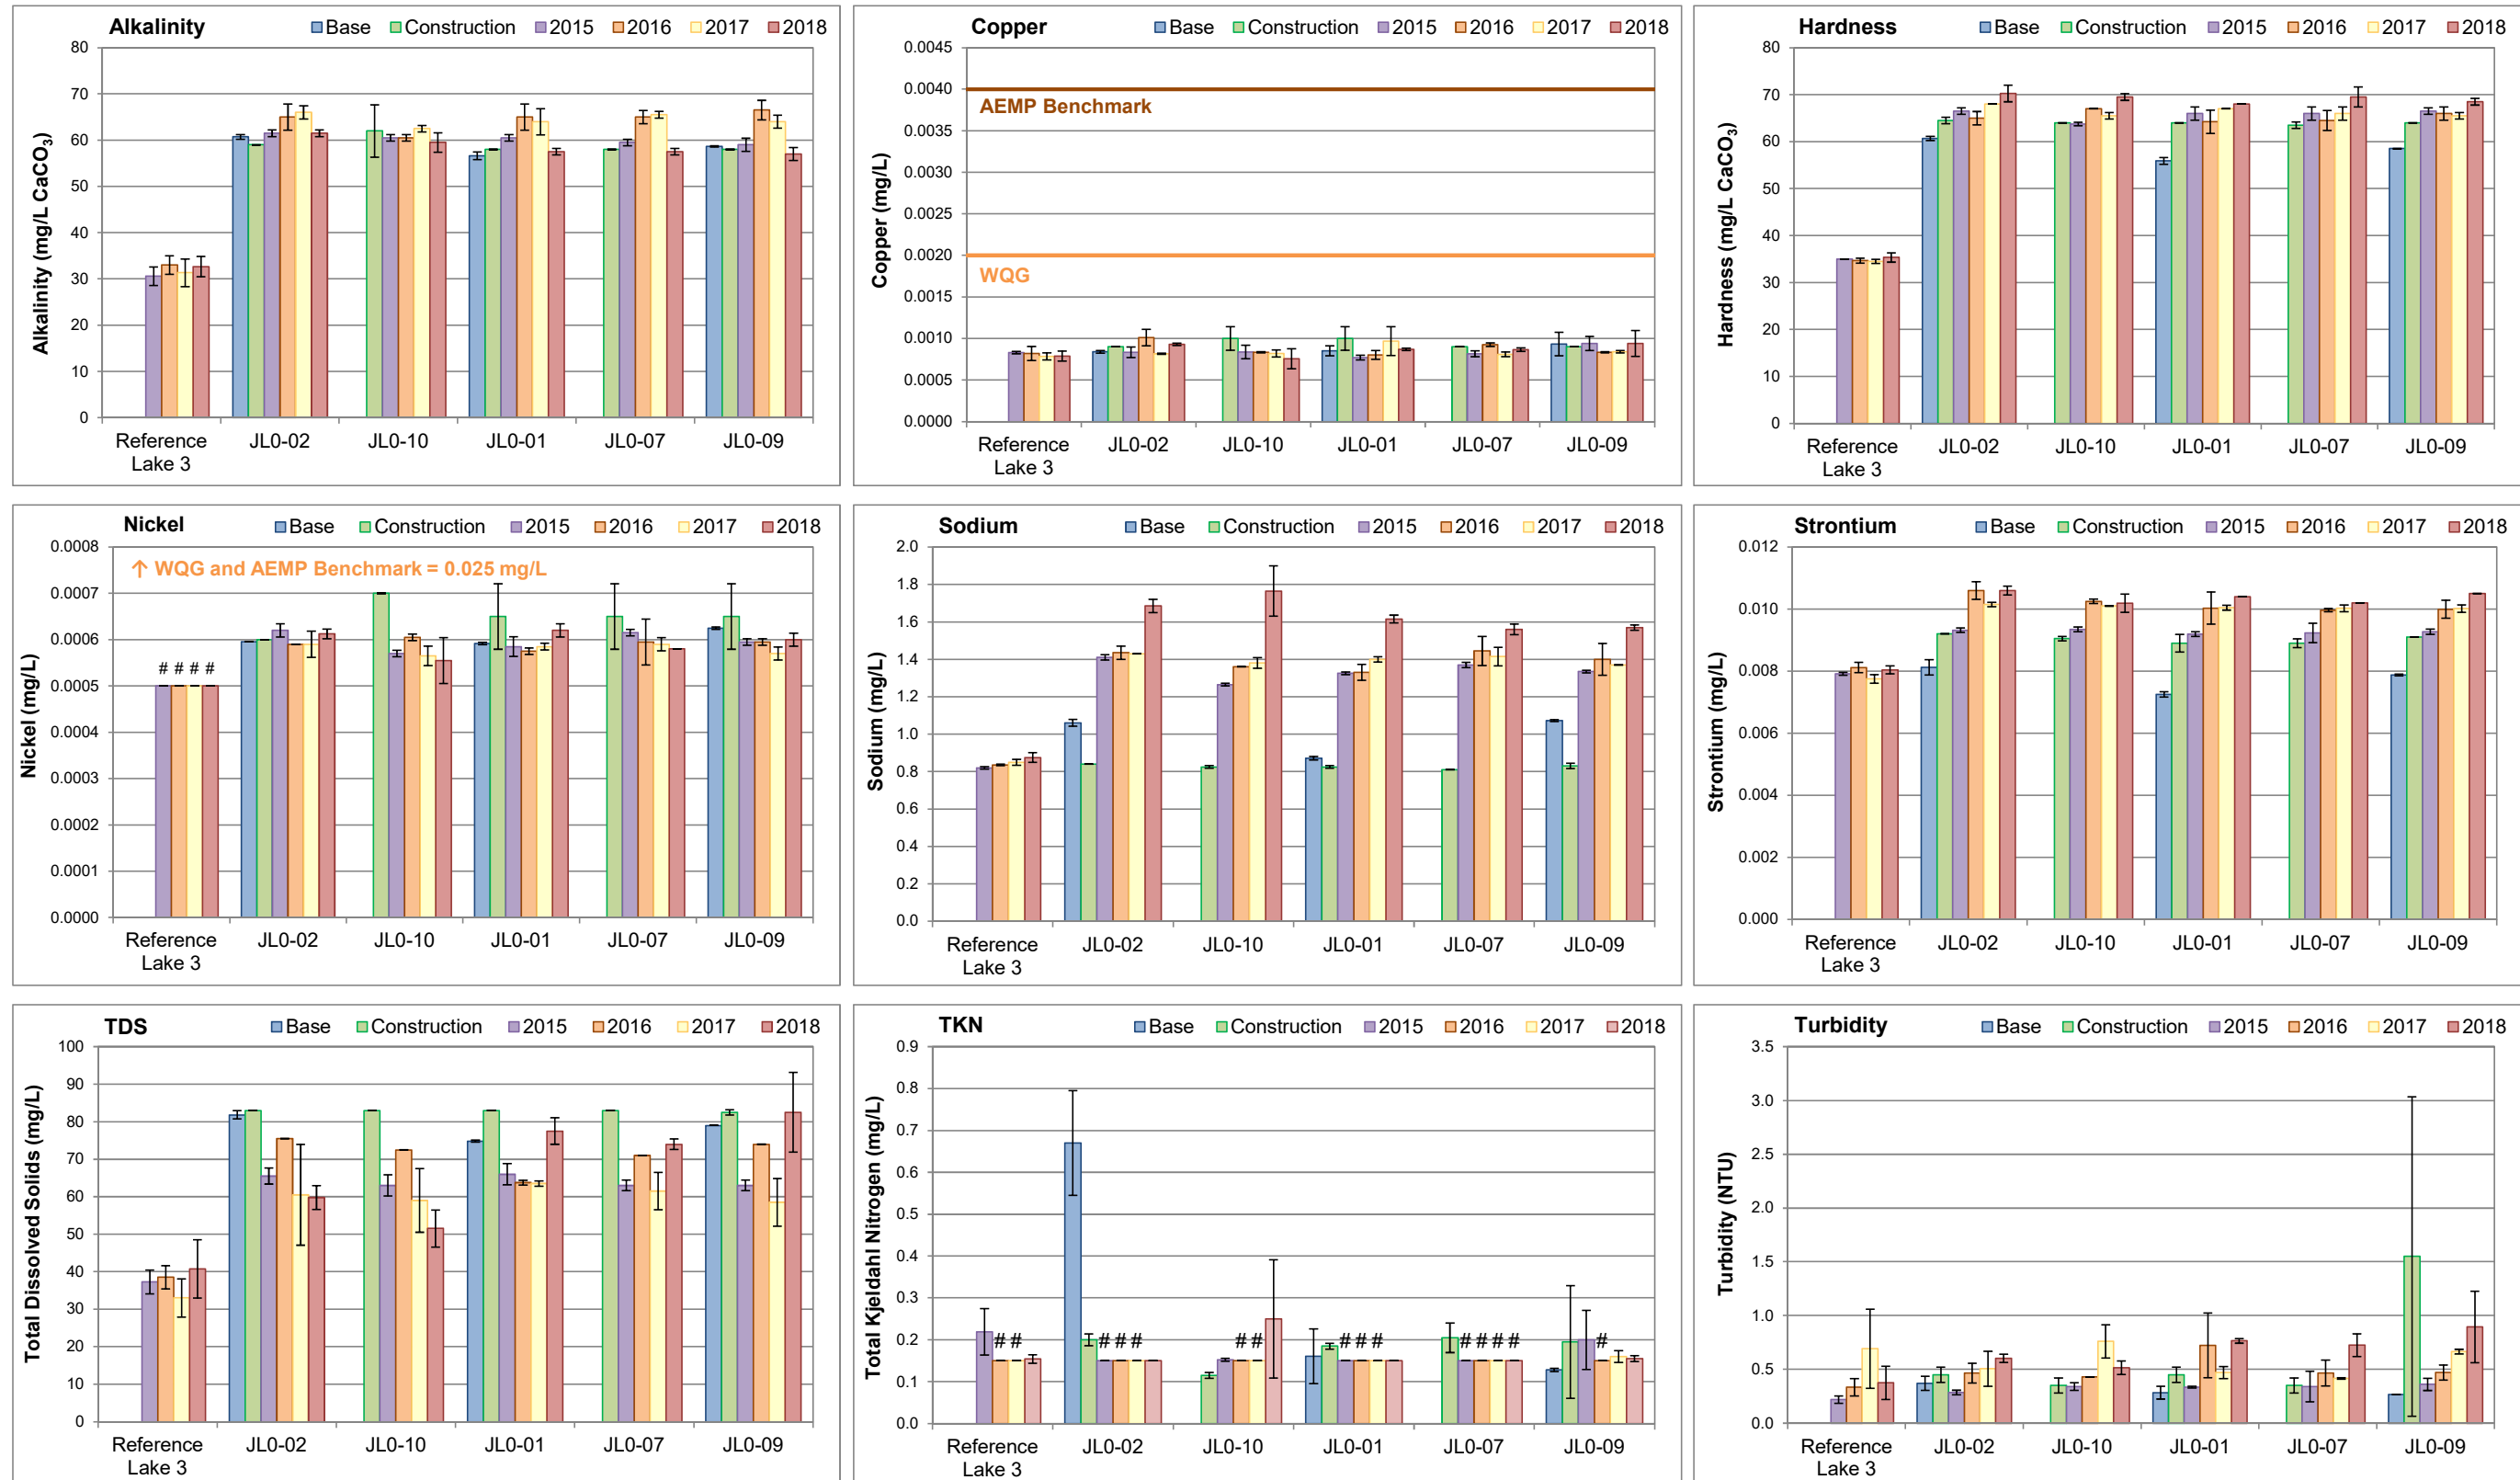 Alkalinity
Base Construction 2015 2016 2017 2018
80
70
60
50
40
30
20
10
0
Alkalinity (mg/L CaCO3)
Reference Lake 3 JL0-02 JL0-10 JL0-01 JL0-07 JL0-09
Copper
Base Construction 2015 2016 2017 2018
0.0045
0.0040
0.0035
0.0030
0.0025
0.0020
0.0015
0.0010
0.0005
0.0000
Copper (mg/L)
AEMP Benchmark
WQG
Reference Lake 3 JL0-02 JL0-10 JL0-01 JL0-07 JL0-09
Hardness
Base Construction 2015 2016 2017 2018
80
70
60
50
40
30
20
10
0
Hardness (mg/L CaCO3)
Reference Lake 3 JL0-02 JL0-10 JL0-01 JL0-07 JL0-09
Nickel
Base Construction 2015 2016 2017 2018
↑ WQG and AEMP Benchmark = 0.025 mg/L
0.0008
0.0007
0.0006
0.0005
0.0004
0.0003
0.0002
0.0001
0.0000
Nickel (mg/L)
# # # #
Reference Lake 3 JL0-02 JL0-10 JL0-01 JL0-07 JL0-09
Sodium
Base Construction 2015 2016 2017 2018
2.0
1.8
1.6
1.4
1.2
1.0
0.8
0.6
0.4
0.2
0.0
Sodium (mg/L)
Reference Lake 3 JL0-02 JL0-10 JL0-01 JL0-07 JL0-09
Strontium
Base Construction 2015 2016 2017 2018
0.012
0.010
0.008
0.006
0.004
0.002
0.000
Strontium (mg/L)
Reference Lake 3 JL0-02 JL0-10 JL0-01 JL0-07 JL0-09
TDS
Base Construction 2015 2016 2017 2018
100
90
80
70
60
50
40
30
20
10
0
Total Dissolved Solids (mg/L)
Reference Lake 3 JL0-02 JL0-10 JL0-01 JL0-07 JL0-09
TKN
Base Construction 2015 2016 2017 2018
0.9
0.8
0.7
0.6
0.5
0.4
0.3
0.2
0.1
0.0
Total Kjeldahl Nitrogen (mg/L)
# # # # # # # # # # # # # # # #
Reference Lake 3 JL0-02 JL0-10 JL0-01 JL0-07 JL0-09
Turbidity
Base Construction 2015 2016 2017 2018
3.5
3.0
2.5
2.0
1.5
1.0
0.5
0.0
Turbidity (NTU)
Reference Lake 3 JL0-02 JL0-10 JL0-01 JL0-07 JL0-09